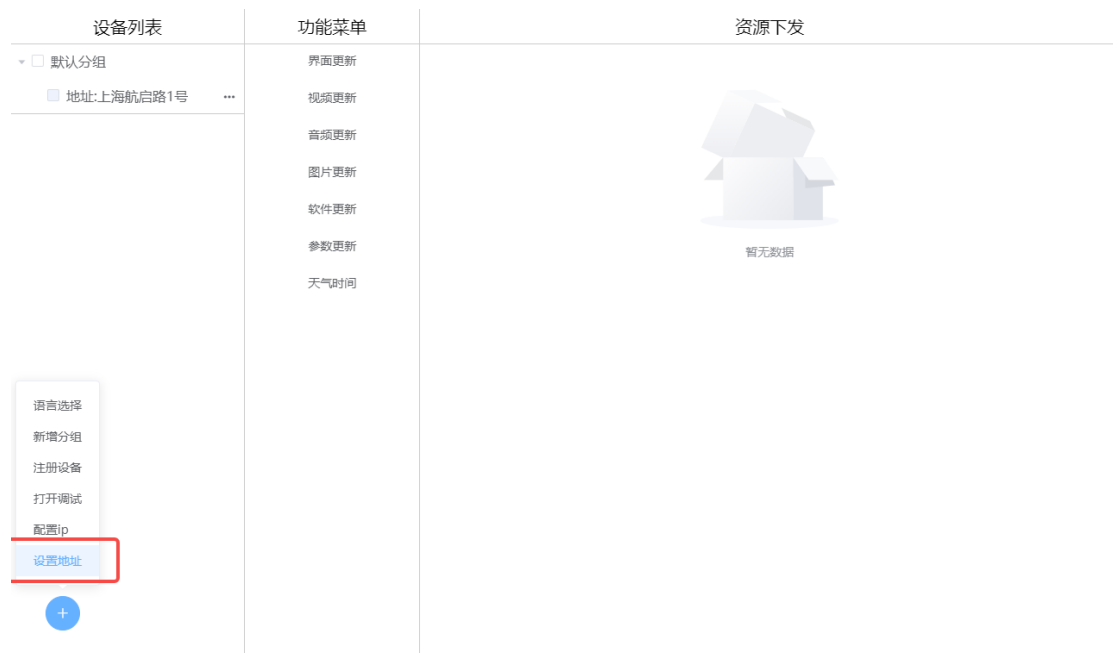 设备列表
功能菜单
资源下发
默认分组
地址:上海航启路1号
界面更新
视频更新
音频更新
图片更新
软件更新
参数更新
天气时间
暂无数据
语言选择
新增分组
注册设备
打开调试
配置ip
设置地址